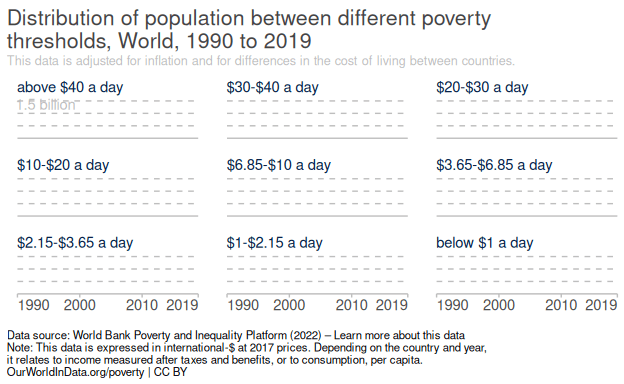 Distribution of population between different poverty
thresholds, World, 1990 to 2019
This data is adjusted for inflation and for differences in the cost of living between countries.
above $40 a day
$30-$40 a day
$20-$30 a day
1.5 billion
$10-$20 a day
$6.85-$10 a day
$3.65-$6.85 a day
$2.15-$3.65 a day
$1-$2.15 a day
below $1 a day
1990 2000 2010 2019 1990 2000 2010 2019 1990 2000 2010 2019
Data source: World Bank Poverty and Inequality Platform (2022) – Learn more about this data
Note: This data is expressed in international-$ at 2017 prices. Depending on the country and year,
it relates to income measured after taxes and benefits, or to consumption, per capita.
OurWorldInData.org/poverty | CC BY